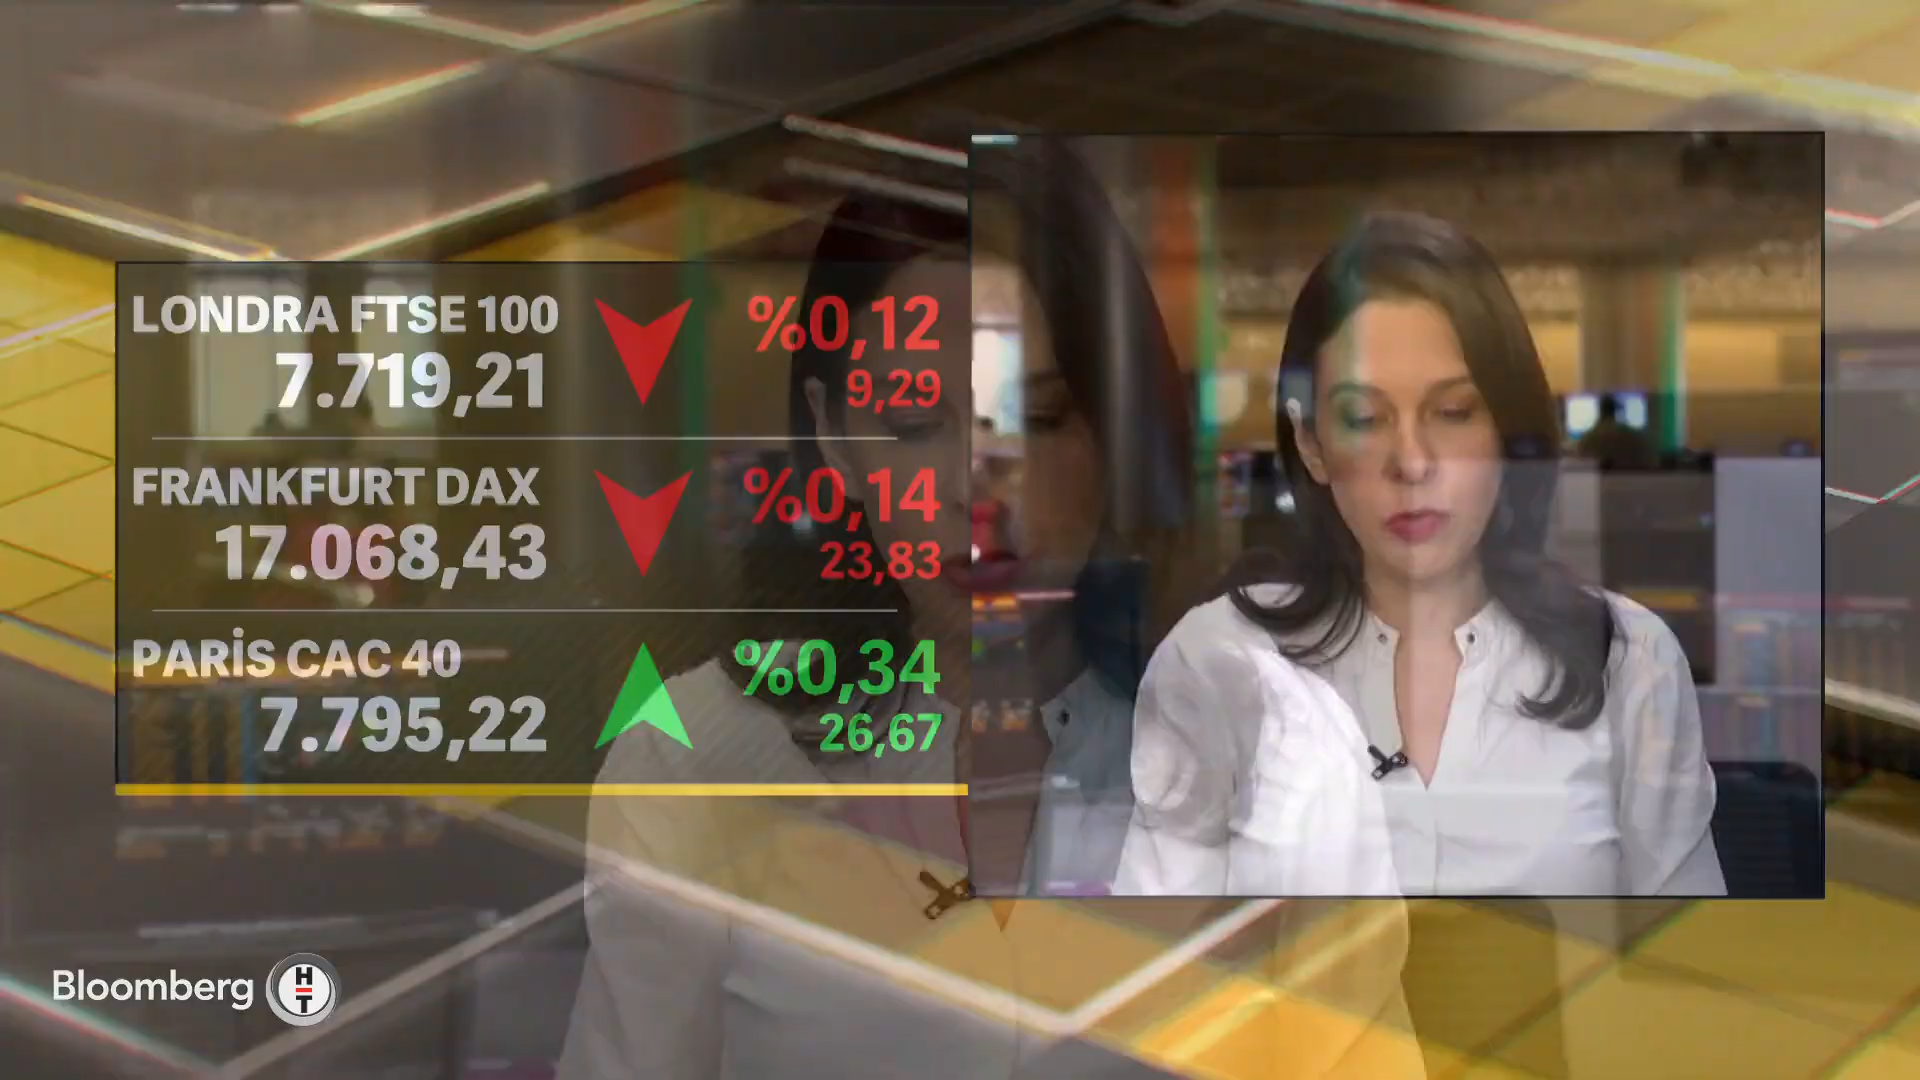 LONDRA FTSE 100
7.719,21
%0,12
9,29
FRANKFURT DAX
17.068,43
%0,14
23,83
PARİS CAC 40
7.795,22
%0,34
26,67
Bloomberg HT